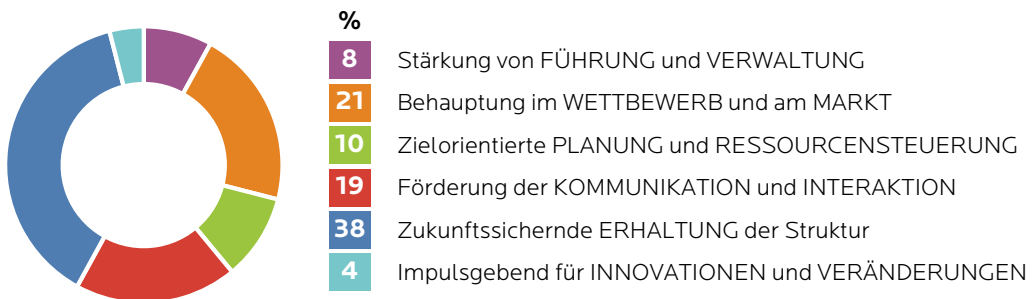 %
8 Stärkung von FÜHRUNG und VERWALTUNG
21 Behauptung im WETTBEWERB und am MARKT
10 Zielorientierte PLANUNG und RESSOURCENSTEUERUNG
19 Förderung der KOMMUNIKATION und INTERAKTION
38 Zukunftssichernde ERHALTUNG der Struktur
4 Impulsgebend für INNOVATIONEN und VERÄNDERUNGEN